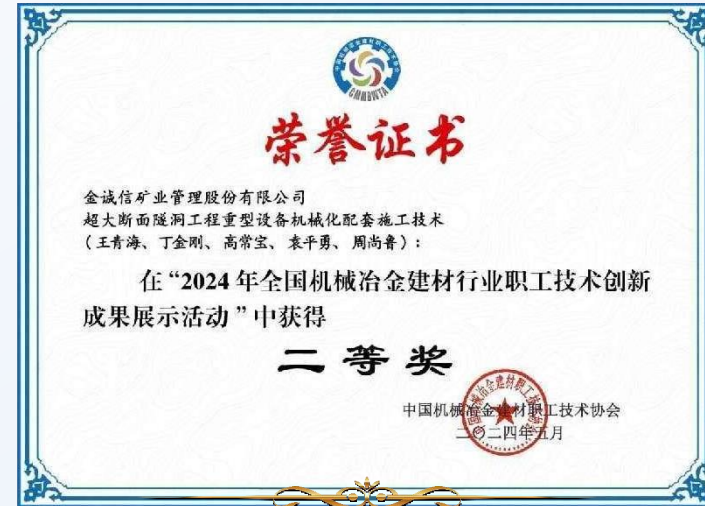 CMMBWTA
荣誉证书
金诚信矿业管理股份有限公司
超大断面隧洞工程重型设备机械化配套施工技术
（王青海、丁金刚、高常宝、袁平勇、周尚鲁）：
在“2024年全国机械冶金建材行业职工技术创新
成果展示活动”中获得
二等奖
中国机械冶金建材职工技术协会
二〇二四年五月